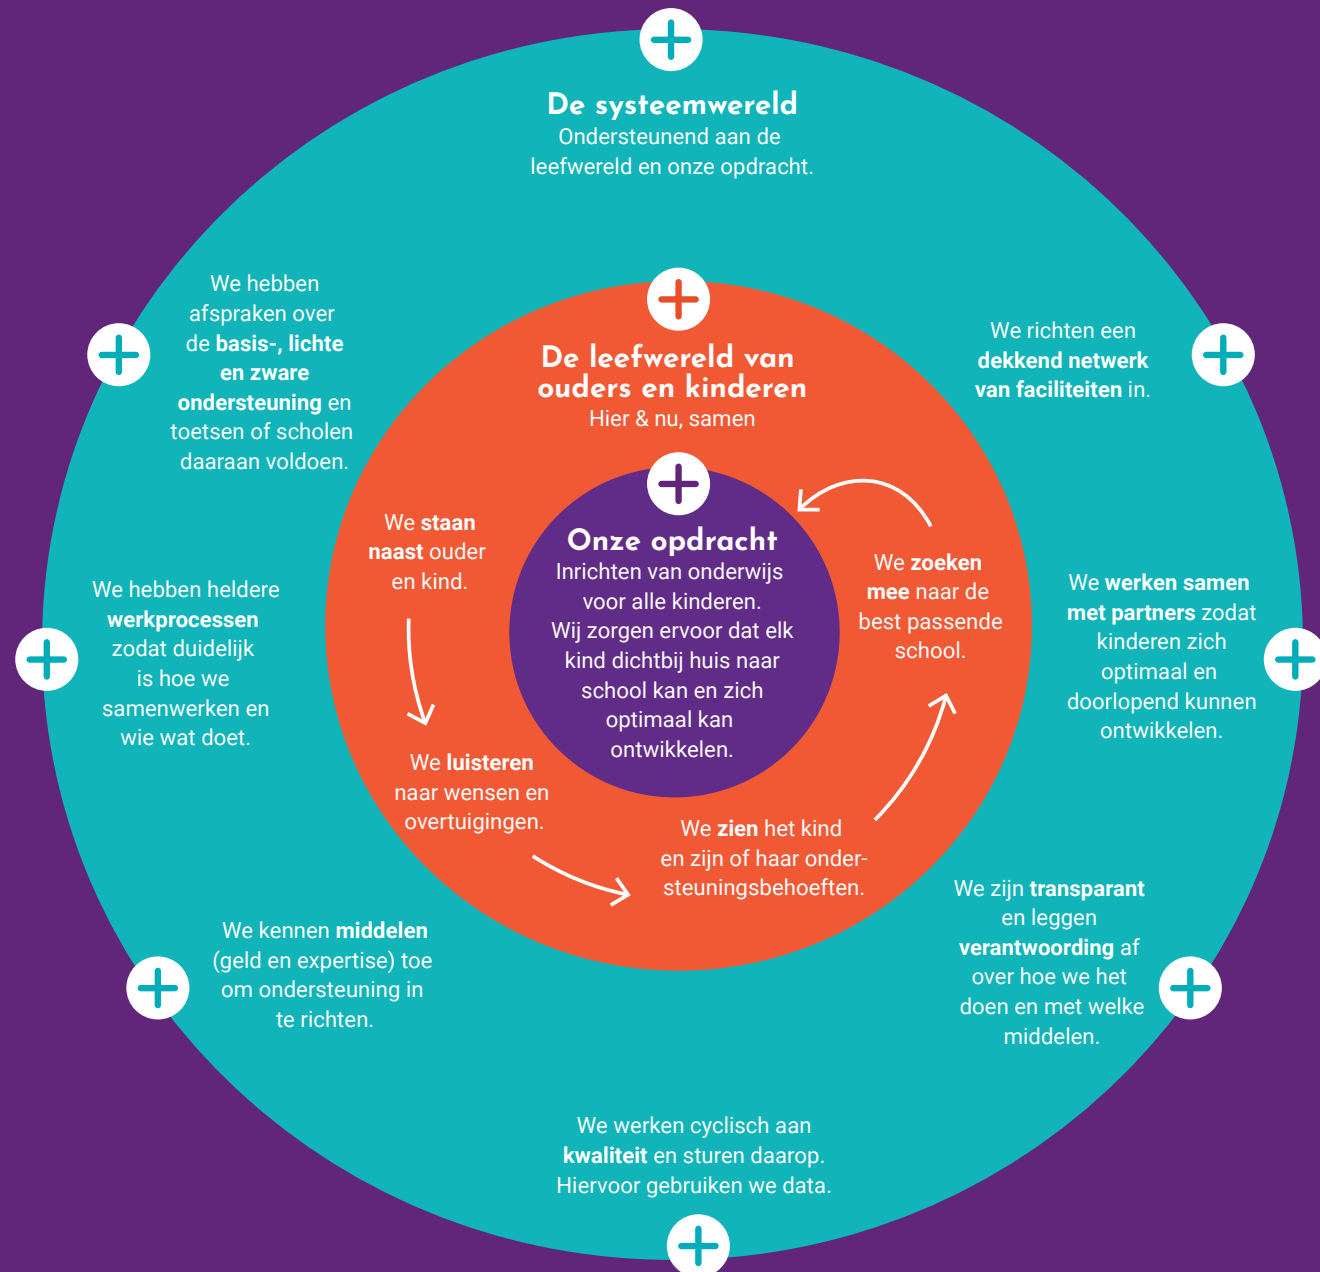 De systeemwereld
Ondersteunend aan de
leefwereld en onze opdracht.
We hebben
afspraken over
de basis-, lichte
en zware
ondersteuning en
toetsen of scholen
daaraan voldoen.
De leefwereld van
ouders en kinderen
Hier & nu, samen
We richten een
dekkend netwerk
van faciliteiten in.
We staan
naast ouder
en kind.
Onze opdracht
Inrichten van onderwijs
voor alle kinderen.
Wij zorgen ervoor dat elk
kind dichtbij huis naar
school kan en zich
optimaal kan
ontwikkelen.
We zoeken
mee naar de
best passende
school.
We hebben heldere
werkprocessen
zodat duidelijk
is hoe we
samenwerken en
wie wat doet.
We werken samen
met partners zodat
kinderen zich
optimaal en
doorlopend kunnen
ontwikkelen.
We luisteren
naar wensen en
overtuigingen.
We zien het kind
en zijn of haar onder-
steuningsbehoeften.
We kennen middelen
(geld en expertise) toe
om ondersteuning in
te richten.
We zijn transparant
en leggen
verantwoording af
over hoe we het
doen en met welke
middelen.
We werken cyclisch aan
kwaliteit en sturen daarop.
Hiervoor gebruiken we data.